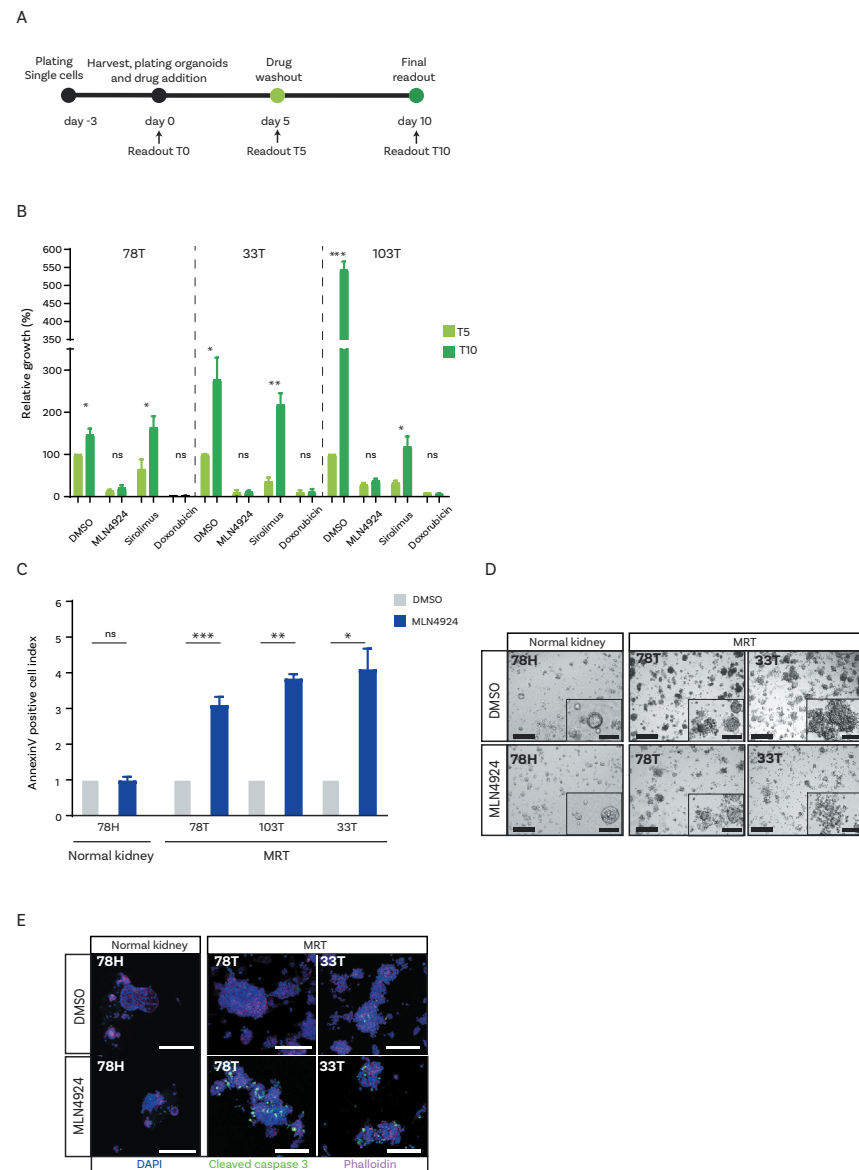 A
Plating
Single cells
Harvest, plating organoids
and drug addition
Drug
washout
Final
readout
day -3
day 0
day 5
day 10
Readout T0
Readout T5
Readout T10
B
78T
33T
103T
Relative growth (%)
600
550
500
450
400
350
300
200
100
0
*
ns
*
ns
*
ns
**
ns
***
ns
*
ns
T5
T10
DMSO
MLN4924
Sirolimus
Doxorubicin
DMSO
MLN4924
Sirolimus
Doxorubicin
DMSO
MLN4924
Sirolimus
Doxorubicin
C
DMSO
MLN4924
AnnexinV positive cell index
6
5
4
3
2
1
0
ns
***
**
*
78H
78T
103T
33T
Normal kidney
MRT
D
Normal kidney
MRT
DMSO
78H
78T
33T
MLN4924
78H
78T
33T
E
Normal kidney
MRT
DMSO
78H
78T
33T
MLN4924
78H
78T
33T
DAPI
Cleaved caspase 3
Phalloidin